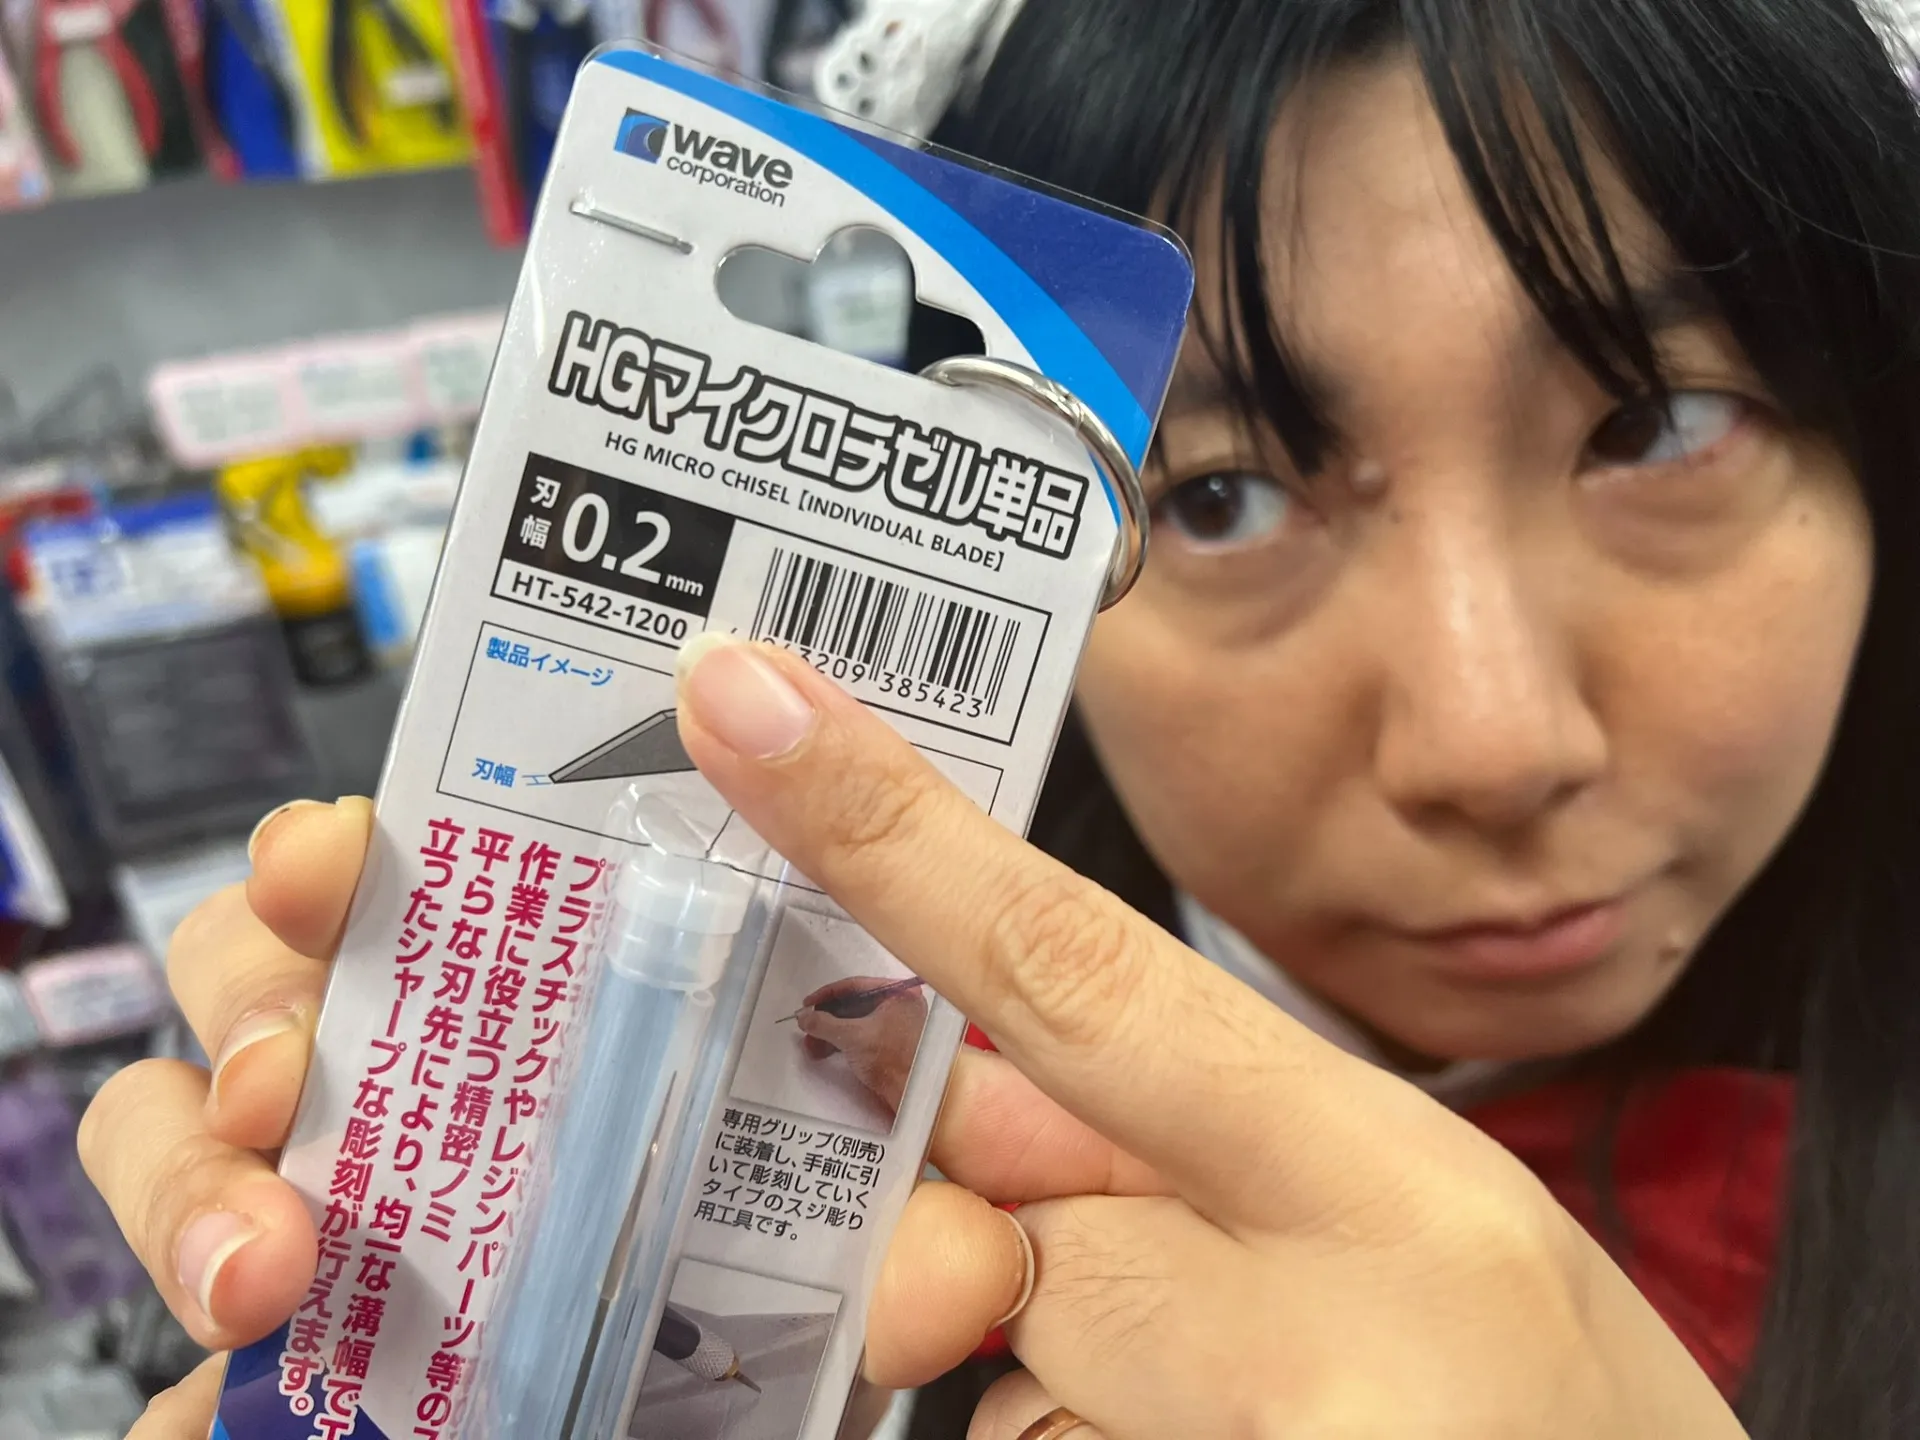 wave
corporation
HGマイクロチゼル単品
HG MICRO CHISEL【INDIVIDUAL BLADE】
刃幅 0.2mm
HT-542-1200
3209 385423
製品イメージ
刃幅
プラスチックやレジンパーツ等の
作業に役立つ精密ノミ
平らな刃先により、均一な溝幅で
立ったシャープな彫刻が行えます。
専用グリップ(別売)
に装着し、手前に引
いて彫刻していく
タイプのスジ彫り
用工具です。